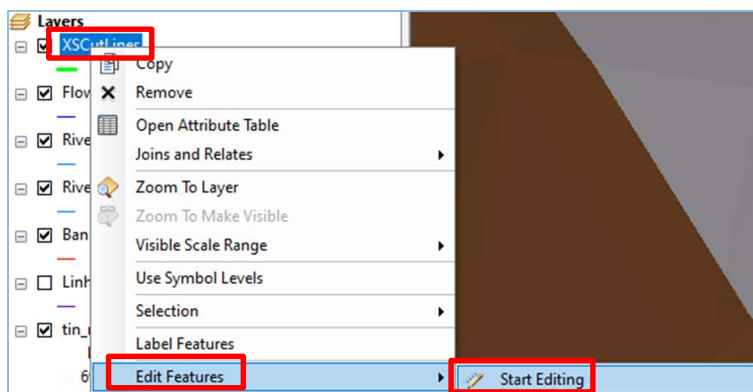 Layers
XSCutLines
Copy
Flow
Remove
Open Attribute Table
Rive
Joins and Relates
Rive
Zoom To Layer
Zoom To Make Visible
Ban
Visible Scale Range
Linh
Use Symbol Levels
Selection
tin_
Label Features
Edit Features
Start Editing